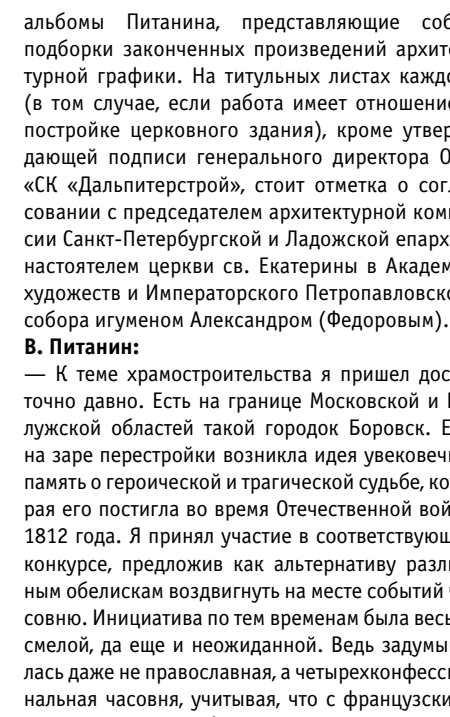 альбомы Питанина, представляющие соб
подборки законченных произведений архите
турной графики. На титульных листах каждо
(в том случае, если работа имеет отношение
постройке церковного здания), кроме утвер
дающей подписи генерального директора О
«СК «Дальпитерстрой», стоит отметка о согл
совании с председателем архитектурной коми
сии Санкт-Петербургской и Ладожской епарх
настоятелем церкви св. Екатерины в Академ
художеств и Императорского Петропавловско
собора игуменом Александром (Федоровым).
В. Питанин:
— К теме храмостроительства я пришел дос
точно давно. Есть на границе Московской и
лужской областей такой городок Боровск. Е
на заре перестройки возникла идея увековечи
память о героической и трагической судьбе, ко
рая его постигла во время Отечественной вой
1812 года. Я принял участие в соответствующ
конкурсе, предложив как альтернативу разли
ным обелискам воздвигнуть на месте событий ч
совню. Инициатива по тем временам была весь
смелой, да еще и неожиданной. Ведь задумы
лась даже не православная, а четырехконфесси
нальная часовня, учитывая, что с французски